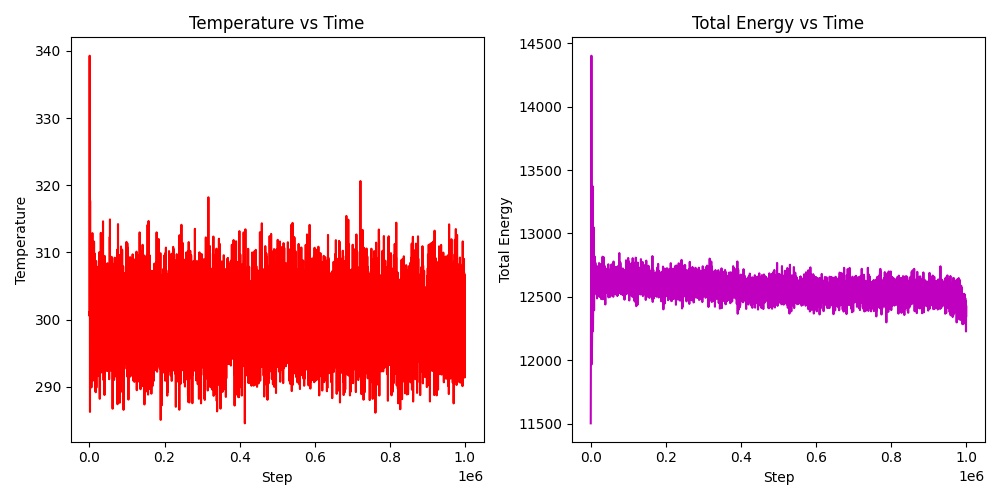 Temperature vs Time
Temperature
340
330
320
310
300
290
0.0 0.2 0.4 0.6 0.8 1.0
1e6
Step
Total Energy vs Time
Total Energy
14500
14000
13500
13000
12500
12000
11500
0.0 0.2 0.4 0.6 0.8 1.0
1e6
Step